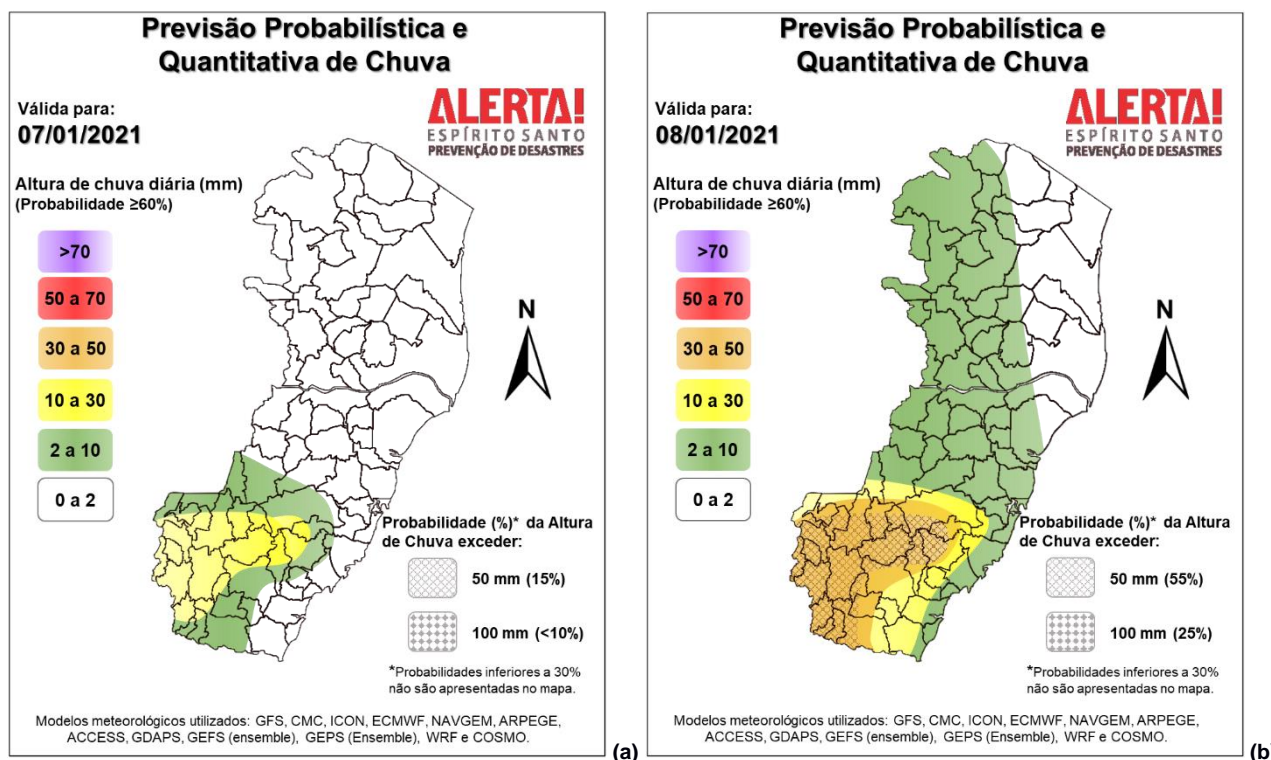 Previsão Probabilística e
Quantitativa de Chuva
Válida para:
07/01/2021
ALERTA!
ESPÍRITO SANTO
PREVENÇÃO DE DESASTRES
Altura de chuva diária (mm)
(Probabilidade ≥60%)
>70
50 a 70
30 a 50
10 a 30
2 a 10
0 a 2
N
Probabilidade (%)* da Altura
de Chuva exceder:
50 mm (15%)
100 mm (<10%)
*Probabilidades inferiores a 30%
não são apresentadas no mapa.
Modelos meteorológicos utilizados: GFS, CMC, ICON, ECMWF, NAVGEM, ARPEGE,
ACCESS, GDAPS, GEFS (ensemble), GEPS (Ensemble), WRF e COSMO.
(a)
Previsão Probabilística e
Quantitativa de Chuva
Válida para:
08/01/2021
ALERTA!
ESPÍRITO SANTO
PREVENÇÃO DE DESASTRES
Altura de chuva diária (mm)
(Probabilidade ≥60%)
>70
50 a 70
30 a 50
10 a 30
2 a 10
0 a 2
N
Probabilidade (%)* da Altura
de Chuva exceder:
50 mm (55%)
100 mm (25%)
*Probabilidades inferiores a 30%
não são apresentadas no mapa.
Modelos meteorológicos utilizados: GFS, CMC, ICON, ECMWF, NAVGEM, ARPEGE,
ACCESS, GDAPS, GEFS (ensemble), GEPS (Ensemble), WRF e COSMO.
(b